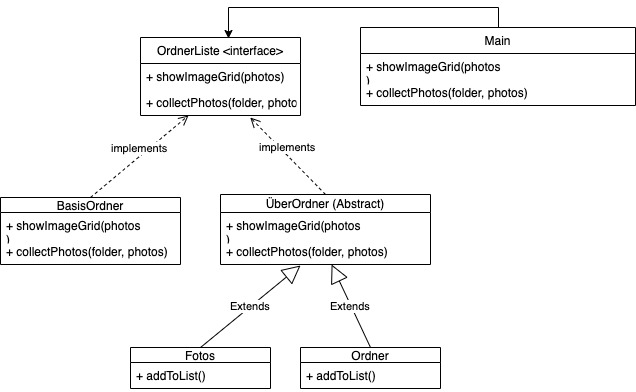 OrdnerListe <interface>
+ showImageGrid(photos)
+ collectPhotos(folder, photo
Main
+ showImageGrid(photos
)
+ collectPhotos(folder, photos)
implements
implements
BasisOrdner
+ showImageGrid(photos
)
+ collectPhotos(folder, photos)
ÜberOrdner (Abstract)
+ showImageGrid(photos
)
+ collectPhotos(folder, photos)
Extends
Extends
Fotos
+ addToList()
Ordner
+ addToList()